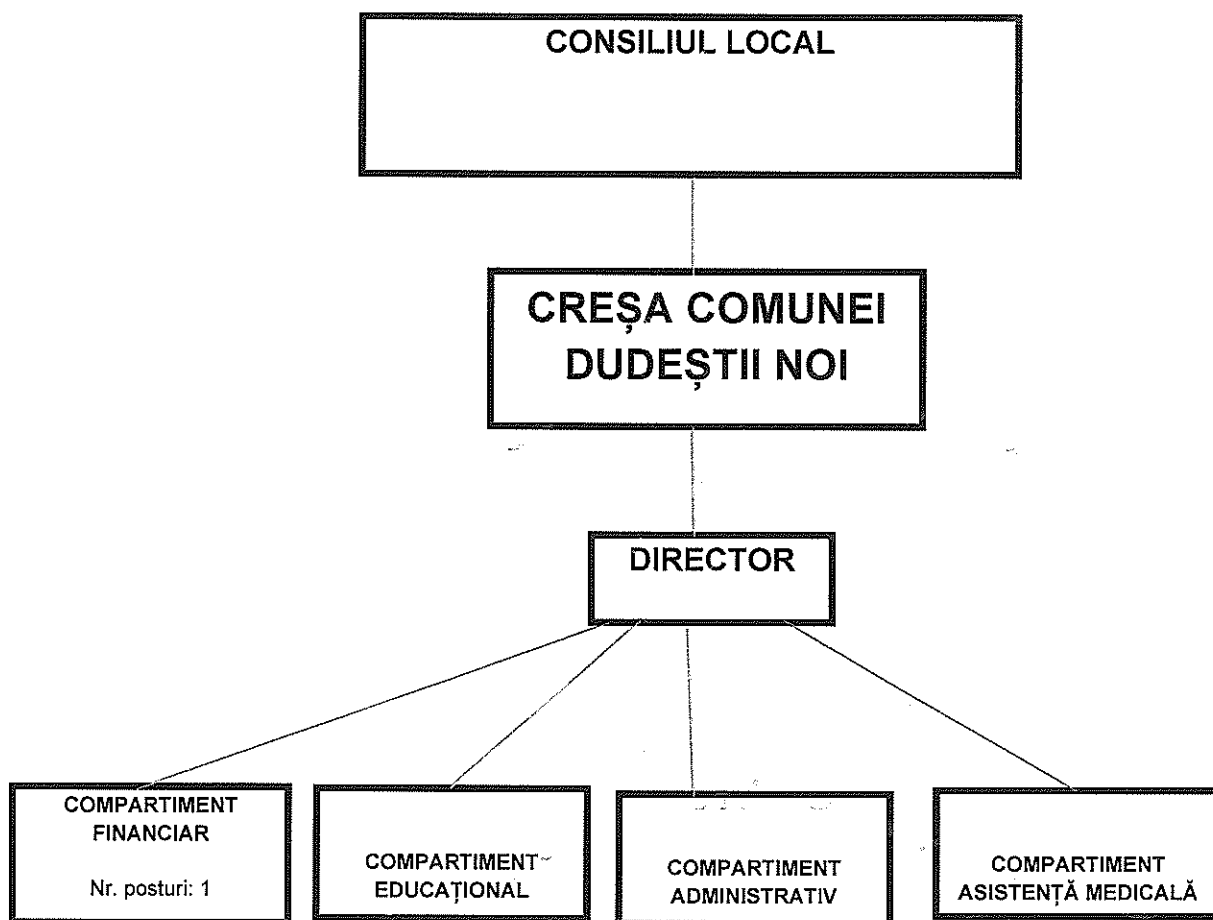 CONSILIUL LOCAL
CREȘA COMUNEI
DUDEȘTII NOI
DIRECTOR
COMPARTIMENT
FINANCIAR
Nr. posturi: 1
COMPARTIMENT
EDUCAȚIONAL
COMPARTIMENT
ADMINISTRATIV
COMPARTIMENT
ASISTENȚĂ MEDICALĂ